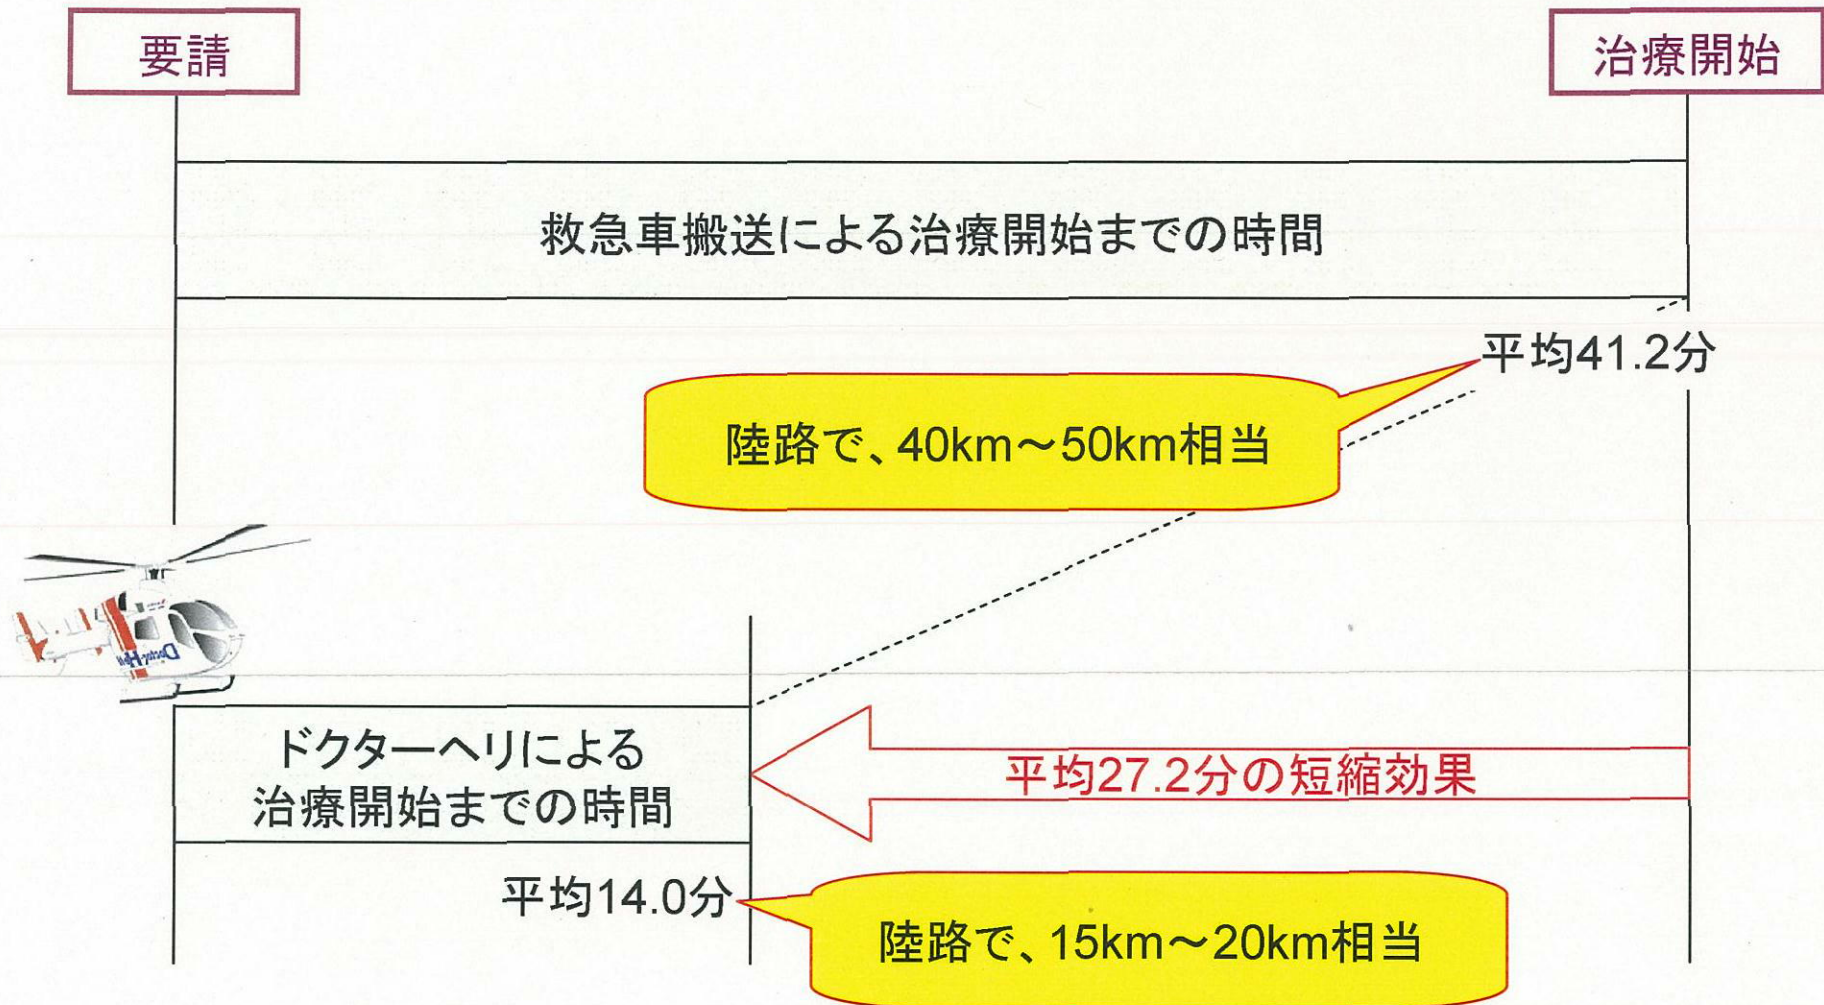 要請
治療開始
救急車搬送による治療開始までの時間
平均41.2分
陸路で、40km～50km相当
Doctor-Heli
ドクターヘリによる
治療開始までの時間
平均27.2分の短縮効果
平均14.0分
陸路で、15km～20km相当